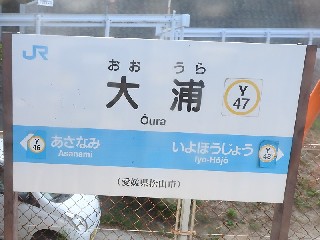 JR
おおうら
大浦
Y
47
Ōura
Y
46
あさなみ
Asanami
いよほうじょう
Iyo-Hōjō
Y
48
(愛媛県松山市)